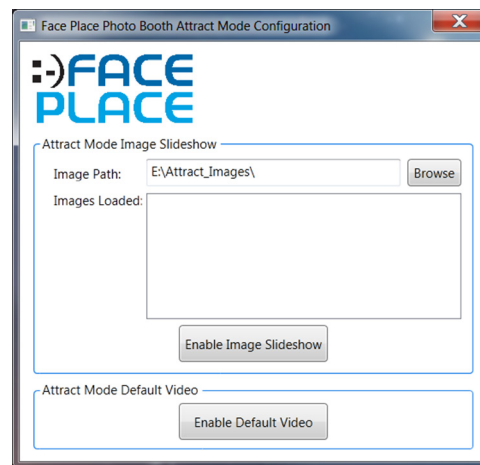 Face Place Photo Booth Attract Mode Configuration
:-)FACE
PLACE
Attract Mode Image Slideshow
Image Path: E:\Attract_Images\ Browse
Images Loaded:
Enable Image Slideshow
Attract Mode Default Video
Enable Default Video